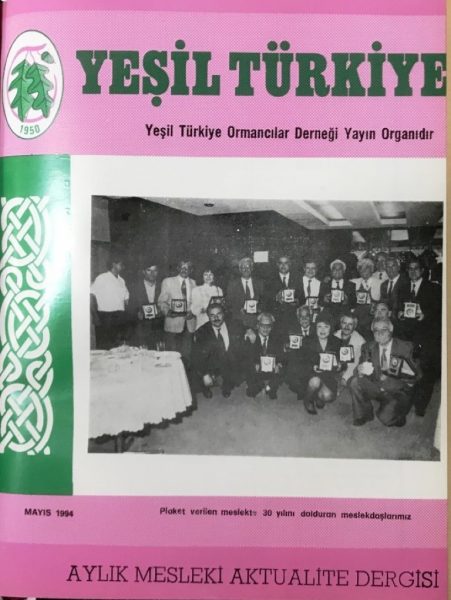 1950
YEŞİL TÜRKİYE
Yeşil Türkiye Ormancılar Derneği Yayın Organıdır
MAYIS 1994
Plaket verilen meslekte 30 yılını dolduran meslekdaşlarımız
AYLIK MESLEKİ AKTUALİTE DERGİSİ